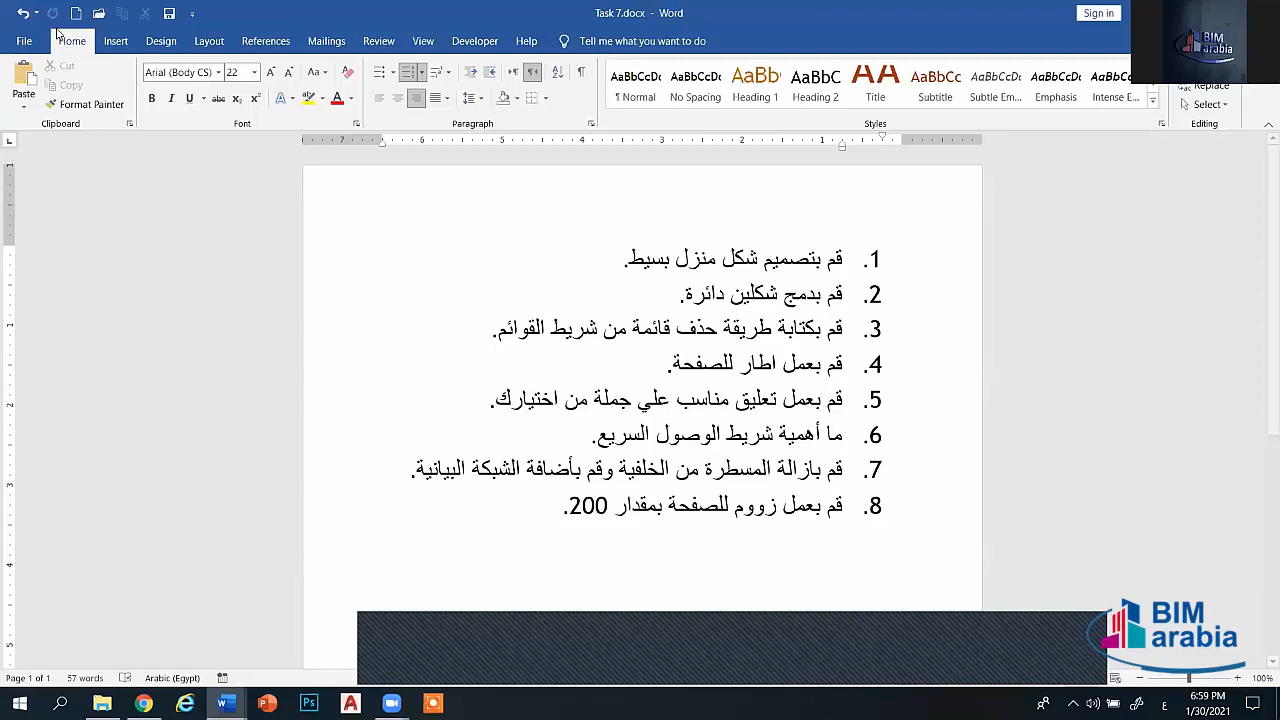 Task 7.docx - Word
Sign in
File Home Insert Design Layout References Mailings Review View Developer Help Tell me what you want to do
BIM arabia
Paste
Cut
Copy
Format Painter
Arial (Body CS) 22
AaBbCcDc AaBbCcDc AaBbC AaBbC AA AaBbCc AaBbCcDc AaBbCcDc AaBbCc
¶ Normal No Spacing Heading 1 Heading 2 Title Subtitle Subtle Em... Emphasis Intense E...
Replace
Select
Clipboard Font Paragraph Styles Editing
1. قم بتصميم شكل منزل بسيط.
2. قم بدمج شكلين دائرة.
3. قم بكتابة طريقة حذف قائمة من شريط القوائم.
4. قم بعمل اطار للصفحة.
5. قم بعمل تعليق مناسب علي جملة من اختيارك.
6. ما أهمية شريط الوصول السريع.
7. قم بازالة المسطرة من الخلفية وقم بأضافة الشبكة البيانية.
8. قم بعمل زووم للصفحة بمقدار 200.
BIM
arabia
Page 1 of 1 57 words Arabic (Egypt) 100%
6:59 PM
1/30/2021